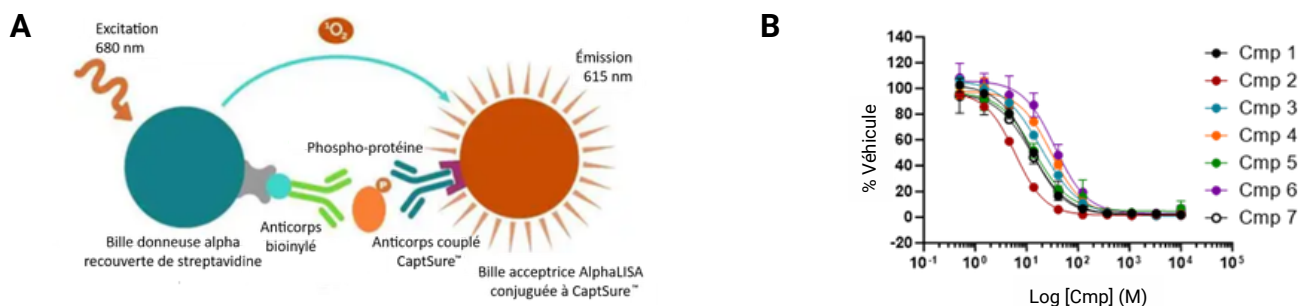 A
Excitation
680 nm
¹O₂
Émission
615 nm
Phospho-protéine
P
Anticorps
bioinylé
Bille donneuse alpha
recouverte de streptavidine
Anticorps couplé
CaptSure™
Bille acceptrice AlphaLISA
conjuguée à CaptSure™
B
% Véhicule
140
120
100
80
60
40
20
0
-20
10⁻¹ 10⁰ 10¹ 10² 10³ 10⁴ 10⁵
Log [Cmp] (M)
Cmp 1
Cmp 2
Cmp 3
Cmp 4
Cmp 5
Cmp 6
Cmp 7